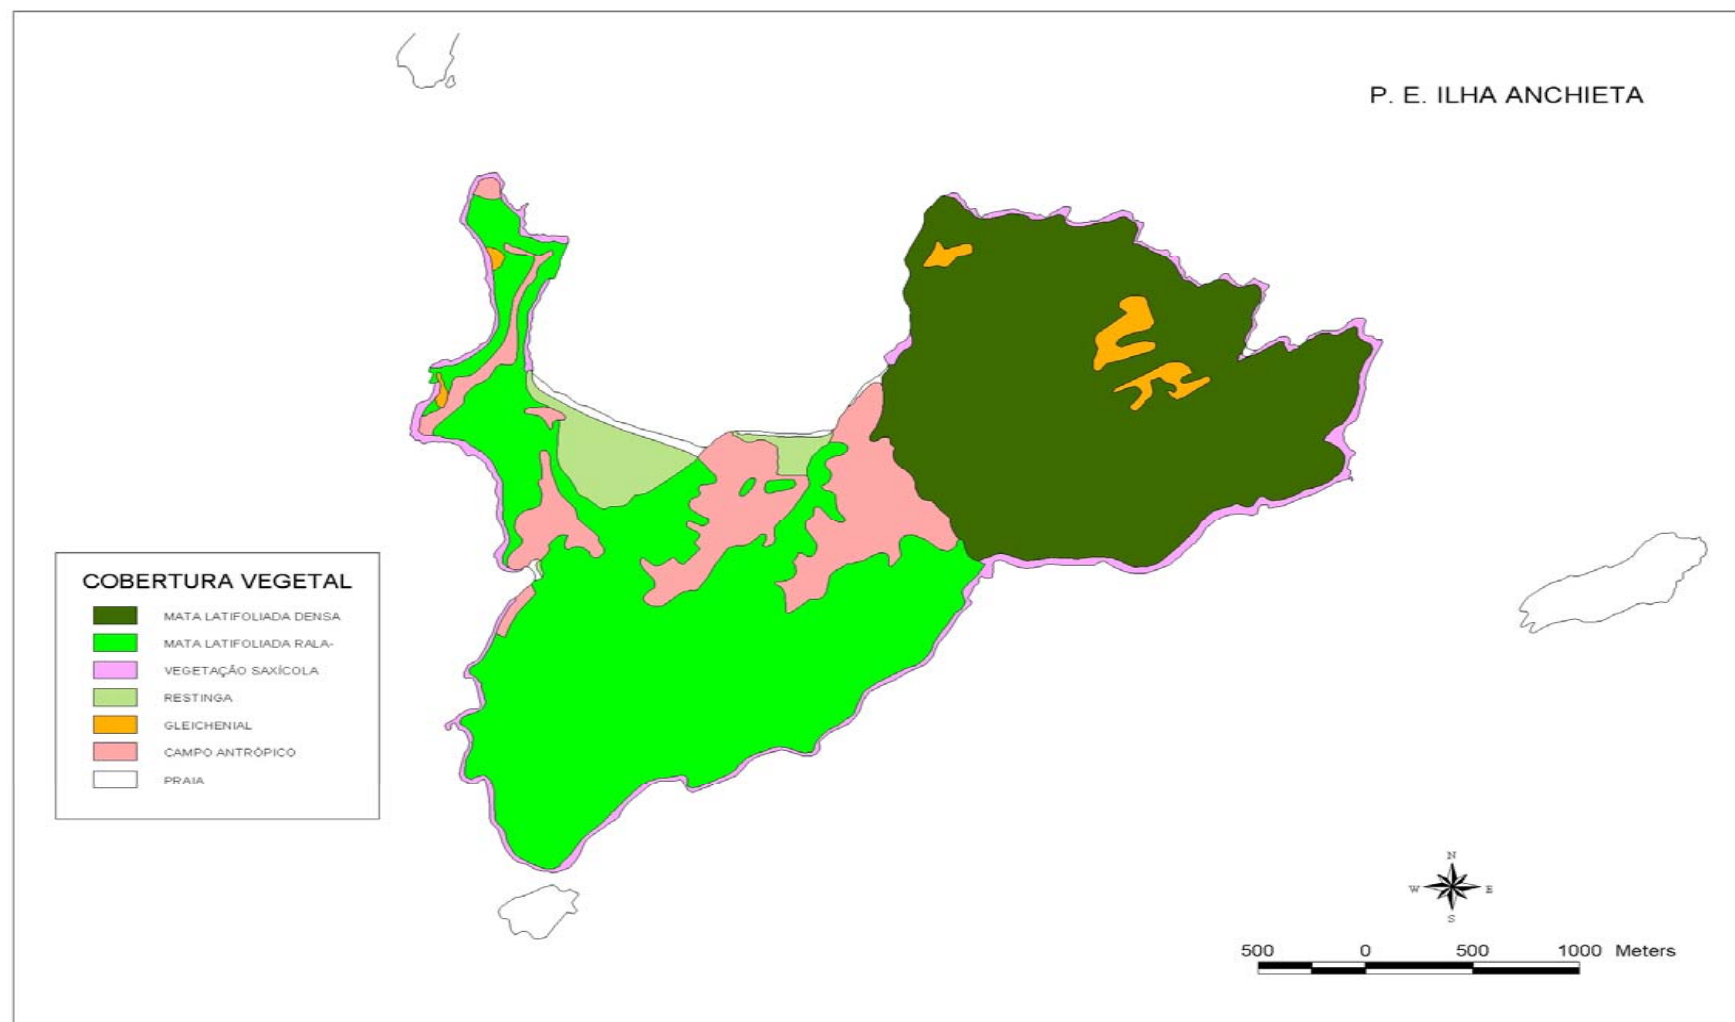 P. E. ILHA ANCHIETA
COBERTURA VEGETAL
MATA LATIFOLIADA DENSA
MATA LATIFOLIADA RALA-
VEGETAÇÃO SAXÍCOLA
RESTINGA
GLEICHENIAL
CAMPO ANTRÓPICO
PRAIA
N
W E
S
500 0 500 1000 Meters